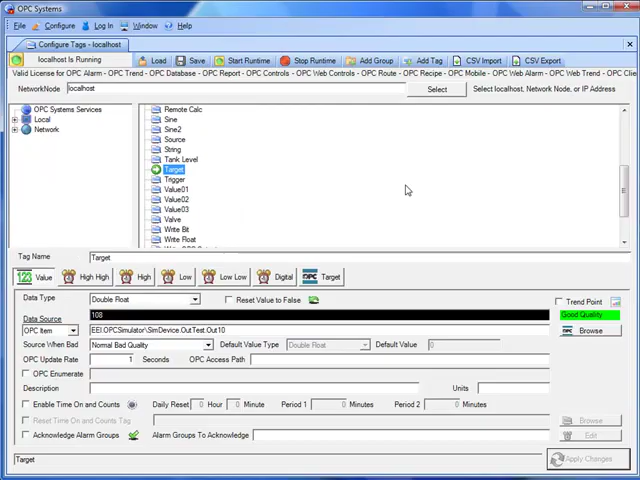 OPC Systems
File Configure Log In Window Help
Configure Tags - localhost
localhost Is Running Load Save Start Runtime Stop Runtime Add Group Add Tag CSV Import CSV Export
Valid License for OPC Alarm - OPC Trend - OPC Database - OPC Report - OPC Controls - OPC Web Controls - OPC Route - OPC Recipe - OPC Mobile - OPC Web Alarm - OPC Web Trend - OPC Web Clien
NetworkNode localhost Select Select localhost, Network Node, or IP Address
OPC Systems Services
Local
Network
Remote Calc
Sine
Sine2
Source
String
Tank Level
Target
Trigger
Value01
Value02
Value03
Valve
Write Bit
Write Float
Tag Name Target
Value High High High Low Low Low Digital Target
Data Type Double Float Reset Value to False Trend Point
Data Source 108 Good Quality
OPC Item EEI.OPCSimulator\SimDevice.OutTest.Out10 Browse
Source When Bad Normal Bad Quality Default Value Type Double Float Default Value 0
OPC Update Rate 1 Seconds OPC Access Path
OPC Enumerate
Description Units
Enable Time On and Counts Daily Reset 0 Hour 0 Minute Period 1 0 Minutes Period 2 0 Minutes
Reset Time On and Counts Tag Browse
Acknowledge Alarm Groups Alarm Groups To Acknowledge Edit
Target Apply Changes